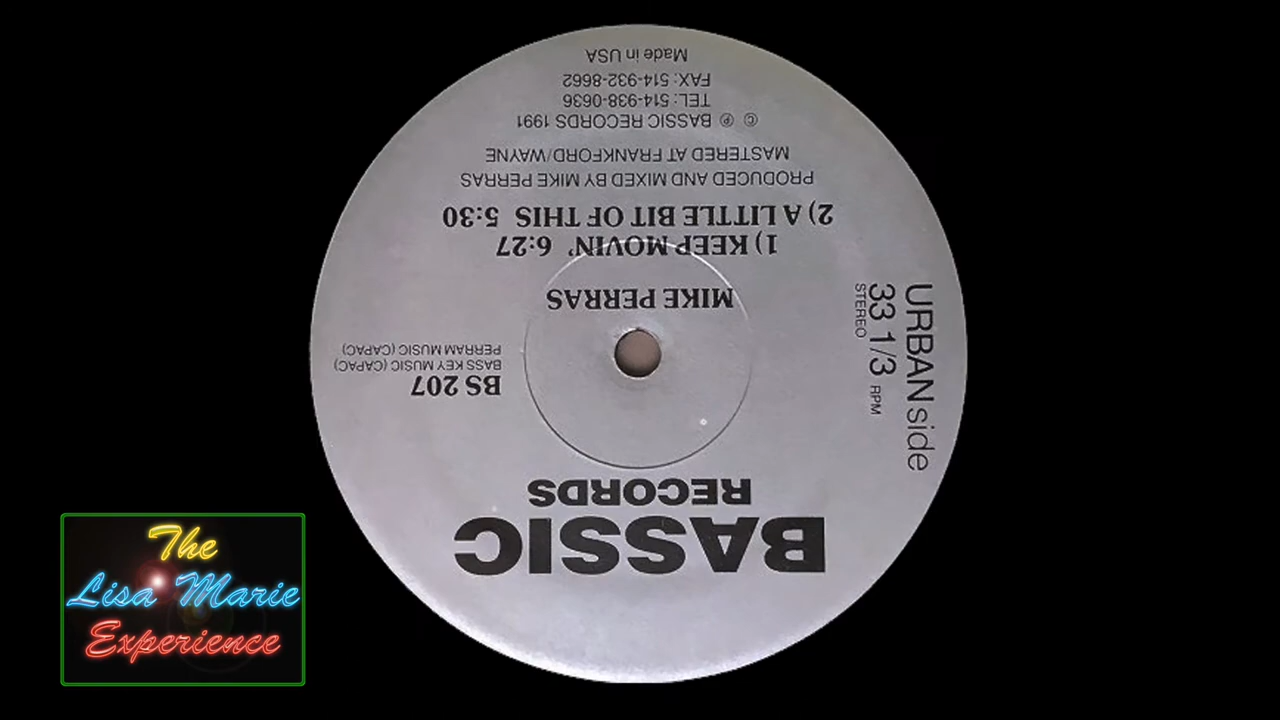 BASSIC
RECORDS
URBAN side
33 1/3 RPM
STEREO
BS 207
BASS KEY MUSIC (CAPAC)
PERRAM MUSIC (CAPAC)
MIKE PERRAS
1) KEEP MOVIN' 6:27
2) A LITTLE BIT OF THIS 5:30
PRODUCED AND MIXED BY MIKE PERRAS
MASTERED AT FRANKFORD/WAYNE
© ℗ BASSIC RECORDS 1991
TEL: 514-938-0636
FAX: 514-932-8662
Made in USA
The
Lisa Marie
Experience